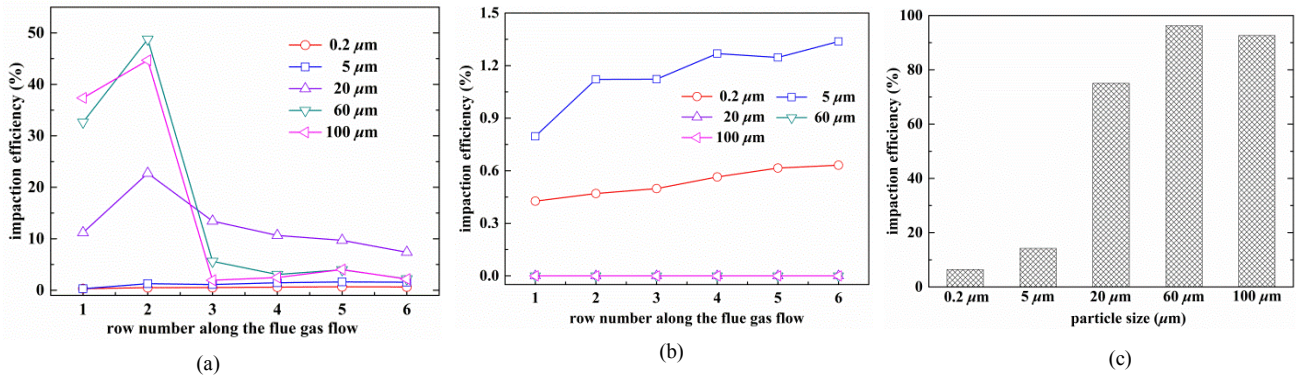 50
40
30
20
10
0
impaction efficiency (%)
0.2 µm
5 µm
20 µm
60 µm
100 µm
1 2 3 4 5 6
row number along the flue gas flow
(a)
1.5
1.2
0.9
0.6
0.3
0.0
impaction efficiency (%)
0.2 µm 5 µm
20 µm 60 µm
100 µm
1 2 3 4 5 6
row number along the flue gas flow
(b)
100
80
60
40
20
0
impaction efficiency (%)
0.2 µm 5 µm 20 µm 60 µm 100 µm
particle size (µm)
(c)